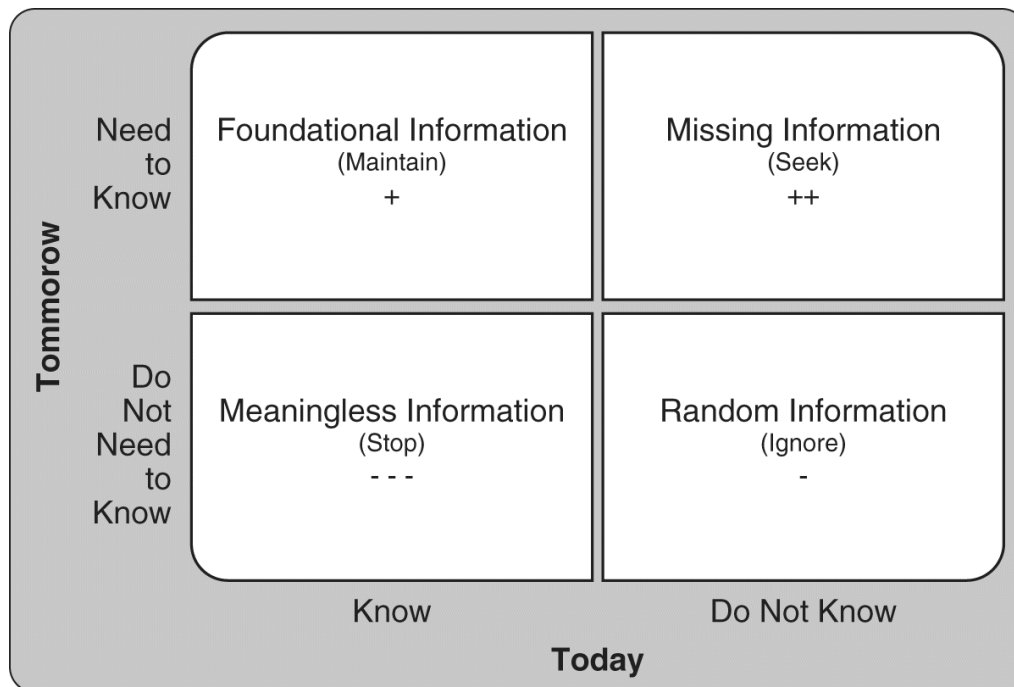 Tommorow
Need
to
Know
Foundational Information
(Maintain)
+
Missing Information
(Seek)
++
Do
Not
Need
to
Know
Meaningless Information
(Stop)
- - -
Random Information
(Ignore)
-
Know
Do Not Know
Today